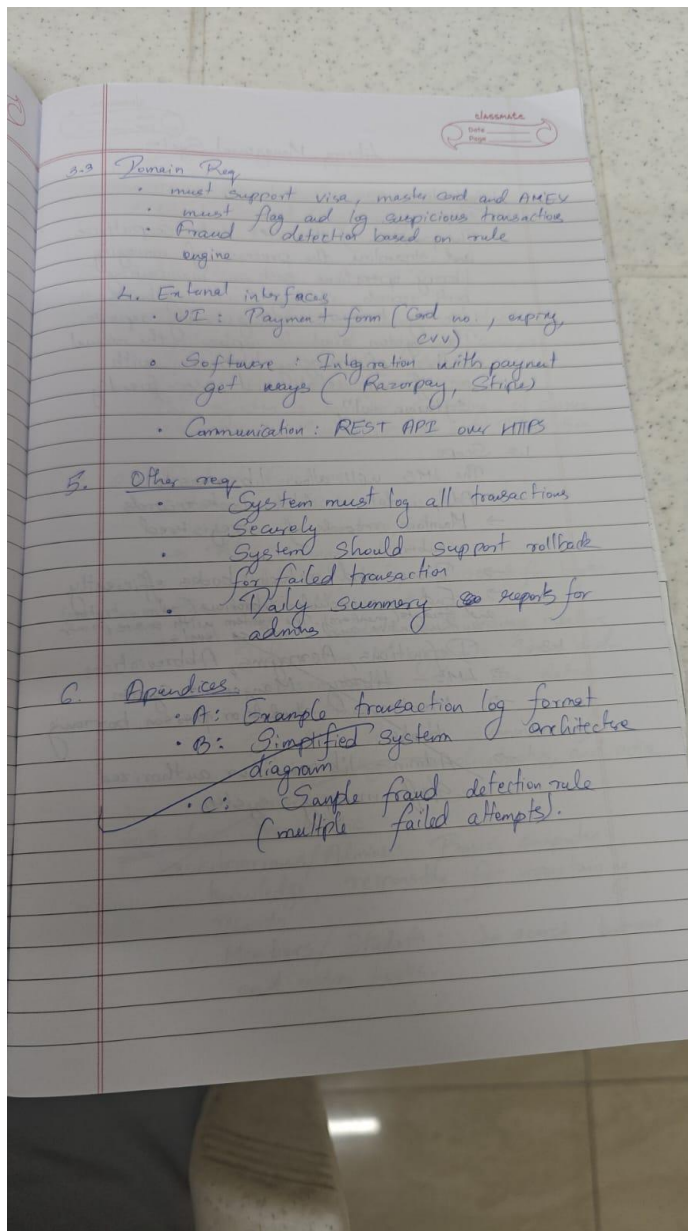 classmate
Date
Page
3.3 Domain Req
• must support visa, master card and AMEX
• must flag and log suspicious transaction
• Fraud detection based on rule
engine
4. External interfaces
• UI: Payment form (Card no., expiry,
CVV)
• Software: Integration with payment
get ways (Razorpay, Stripe)
• Communication: REST API over HTTPS
5. Other req
• System must log all transactions
Securely
• System should support rollback
for failed transaction
• Daily summery reports for
admins
6. Apendices
• A: Example transaction log format
• B: Simplified system architecture
diagram
• C: Sample fraud detection rule
(multiple failed attempts).